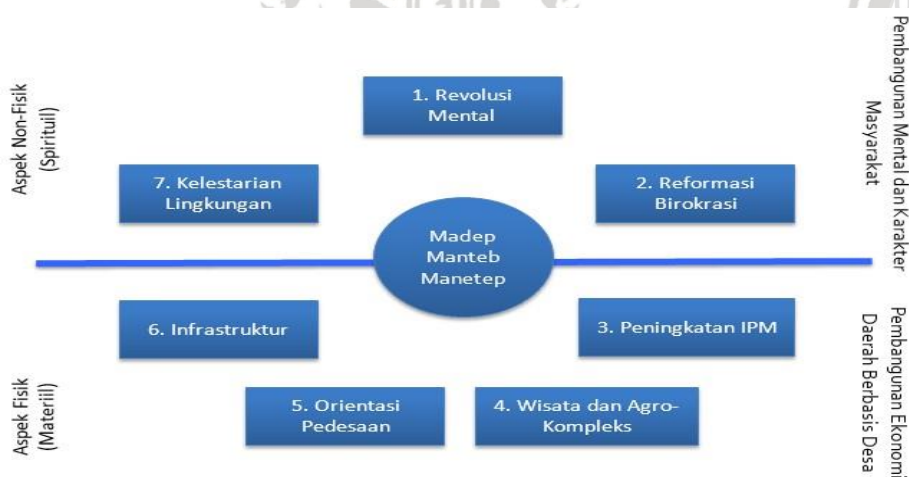 1. Revolusi
Mental
Aspek Non-Fisik
(Spirituil)
Pembangunan Mental dan Karakter
Masyarakat
7. Kelestarian
Lingkungan
2. Reformasi
Birokrasi
Madep
Manteb
Manetep
6. Infrastruktur
3. Peningkatan IPM
Aspek Fisik
(Materiil)
Pembangunan Ekonomi
Daerah Berbasis Desa
5. Orientasi
Pedesaan
4. Wisata dan Agro-
Kompleks